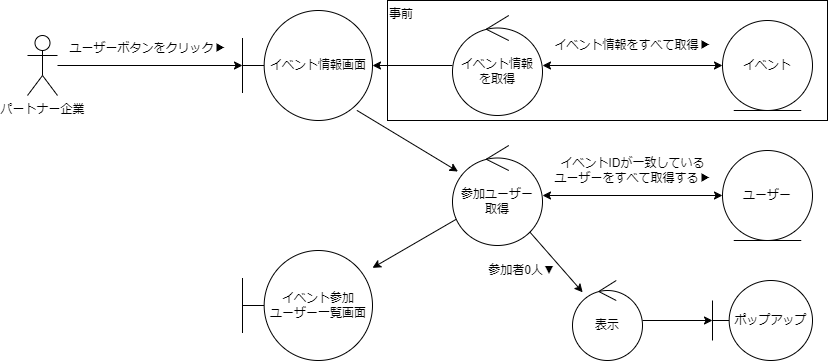 事前
ユーザーボタンをクリック▶
パートナー企業
イベント情報画面
イベント情報
を取得
イベント情報をすべて取得▶
イベント
参加ユーザー
取得
イベントIDが一致している
ユーザーをすべて取得する▶
ユーザー
参加者0人▼
イベント参加
ユーザー一覧画面
表示
ポップアップ